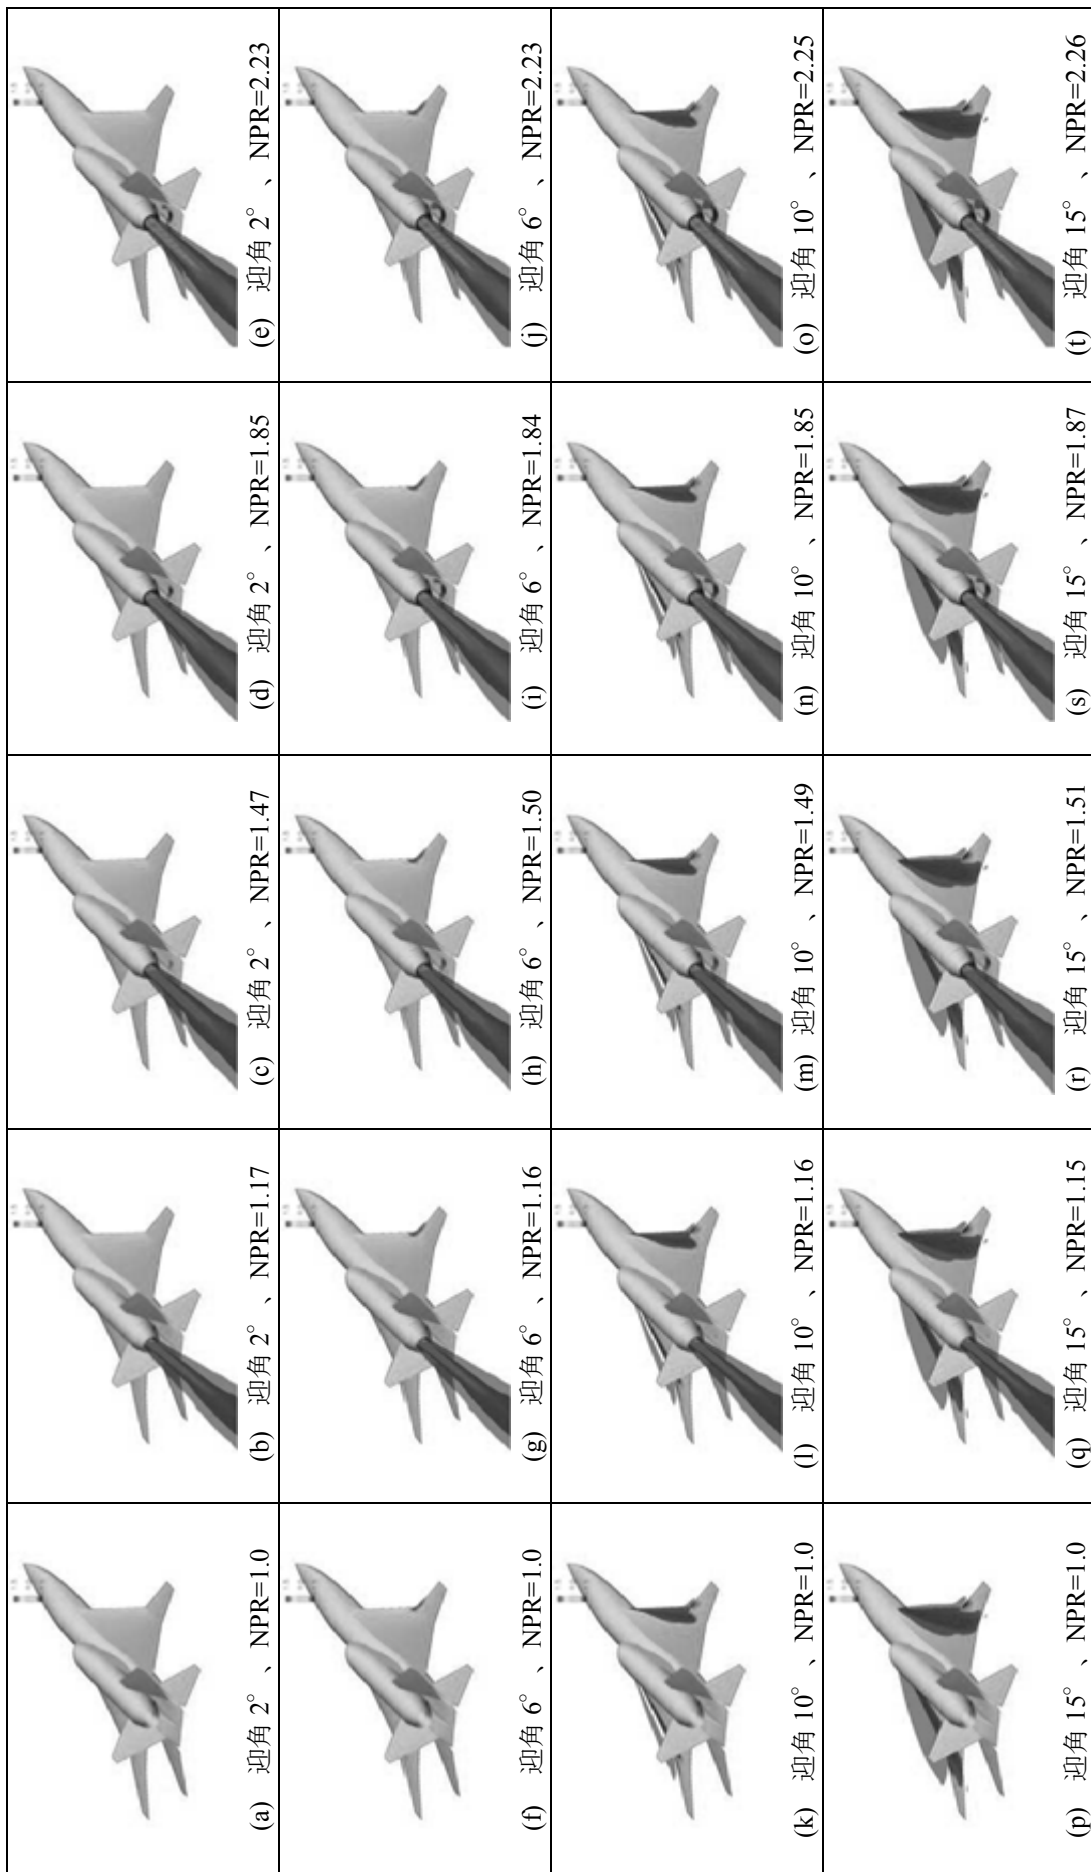 (a) 迎角 2°、NPR=1.0
(b) 迎角 2°、NPR=1.17
(c) 迎角 2°、NPR=1.47
(d) 迎角 2°、NPR=1.85
(e) 迎角 2°、NPR=2.23
(f) 迎角 6°、NPR=1.0
(g) 迎角 6°、NPR=1.16
(h) 迎角 6°、NPR=1.50
(i) 迎角 6°、NPR=1.84
(j) 迎角 6°、NPR=2.23
(k) 迎角 10°、NPR=1.0
(l) 迎角 10°、NPR=1.16
(m) 迎角 10°、NPR=1.49
(n) 迎角 10°、NPR=1.85
(o) 迎角 10°、NPR=2.25
(p) 迎角 15°、NPR=1.0
(q) 迎角 15°、NPR=1.15
(r) 迎角 15°、NPR=1.51
(s) 迎角 15°、NPR=1.87
(t) 迎角 15°、NPR=2.26